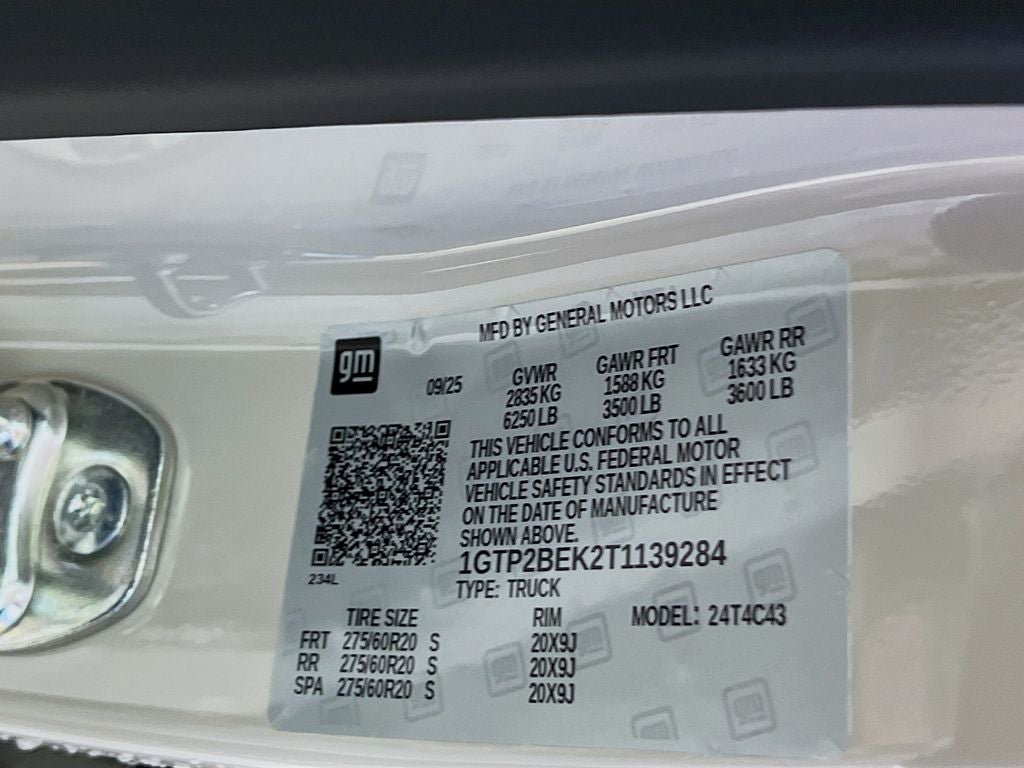 MFD BY GENERAL MOTORS LLC
gm
09/25
GVWR
2835 KG
6250 LB
GAWR FRT
1588 KG
3500 LB
GAWR RR
1633 KG
3600 LB
THIS VEHICLE CONFORMS TO ALL
APPLICABLE U.S. FEDERAL MOTOR
VEHICLE SAFETY STANDARDS IN EFFECT
ON THE DATE OF MANUFACTURE
SHOWN ABOVE.
1GTP2BEK2T1139284
234L
TYPE: TRUCK
TIRE SIZE RIM MODEL: 24T4C43
FRT 275/60R20 S 20X9J
RR 275/60R20 S 20X9J
SPA 275/60R20 S 20X9J